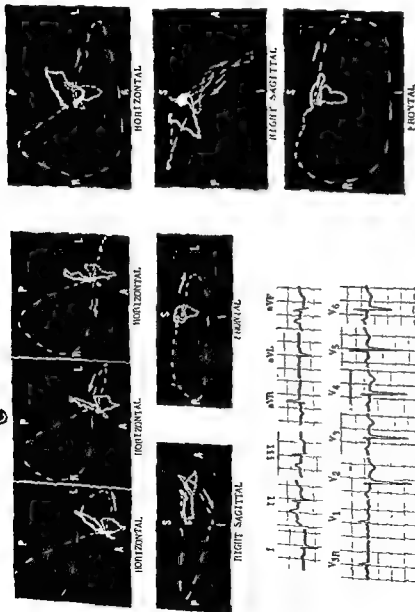 P L P L P L
R R R
A A A
HORIZONTAL HORIZONTAL HORIZONTAL
S S
P A R L
I I
RIGHT SAGITTAL FRONTAL
I II III aVR aVL aVF
V3R V1 V2 V3 V4 V5 V6
P
R L
A
HORIZONTAL
S
P A
I
RIGHT SAGITTAL
S
R L
I
FRONTAL